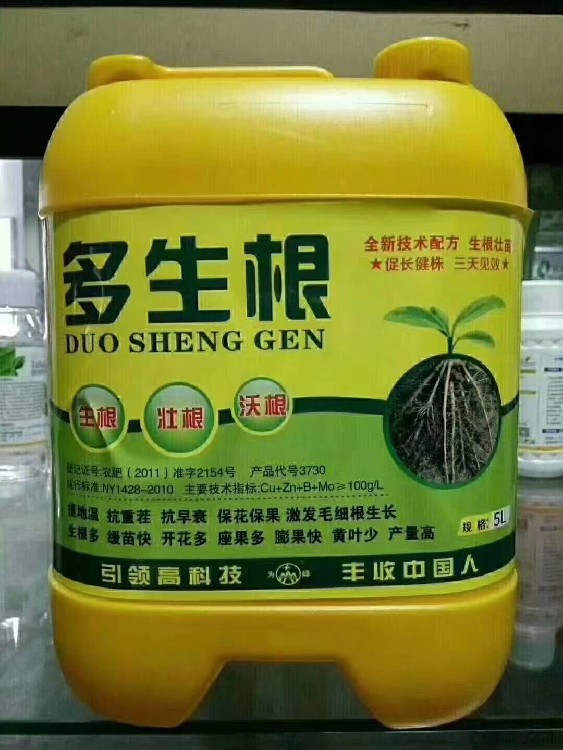 多生根
DUO SHENG GEN
全新技术配方 生根壮苗
★促长健株 三天见效★
生根 壮根 沃根
登记证号:农肥(2011)准字2154号 产品代号3730
执行标准:NY1428-2010 主要技术指标:Cu+Zn+B+Mo≥100g/L
提地温 抗重茬 抗早衰 保花保果 激发毛细根生长
生根多 缓苗快 开花多 座果多 膨果快 黄叶少 产量高
规格:5L
引领高科技 为峰 丰收中国人